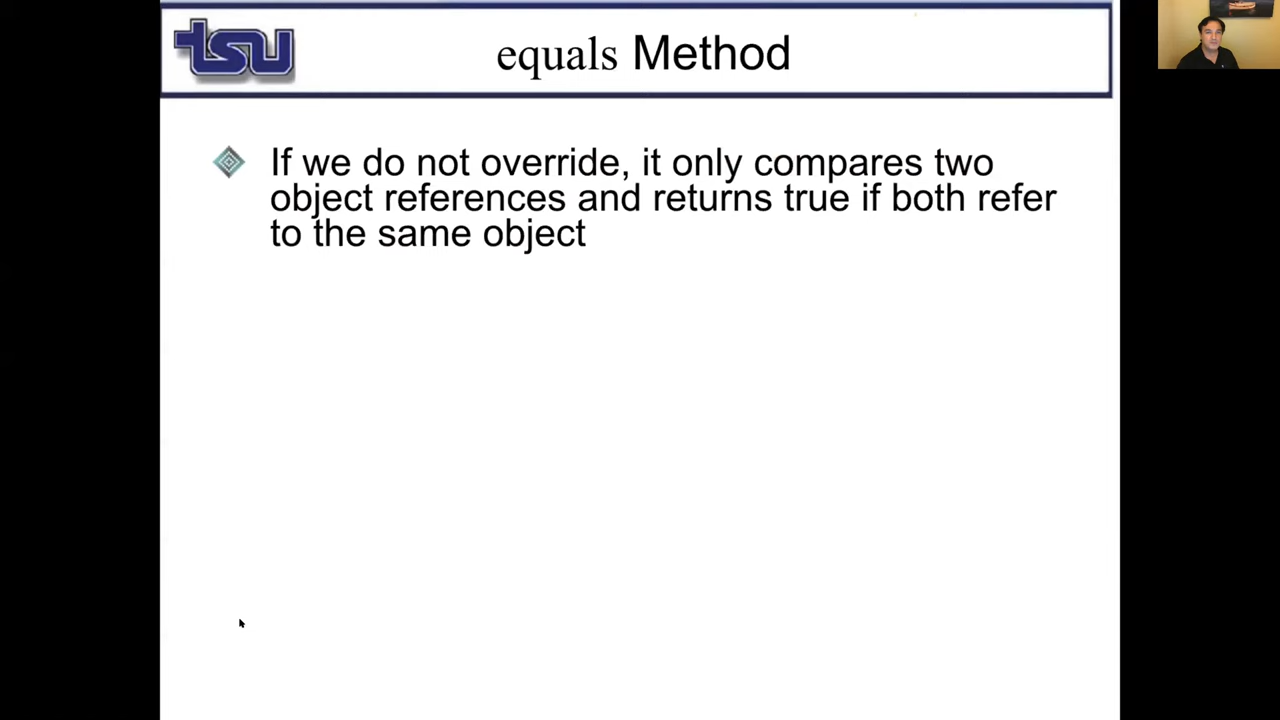 tsu
equals Method
If we do not override, it only compares two
object references and returns true if both refer
to the same object